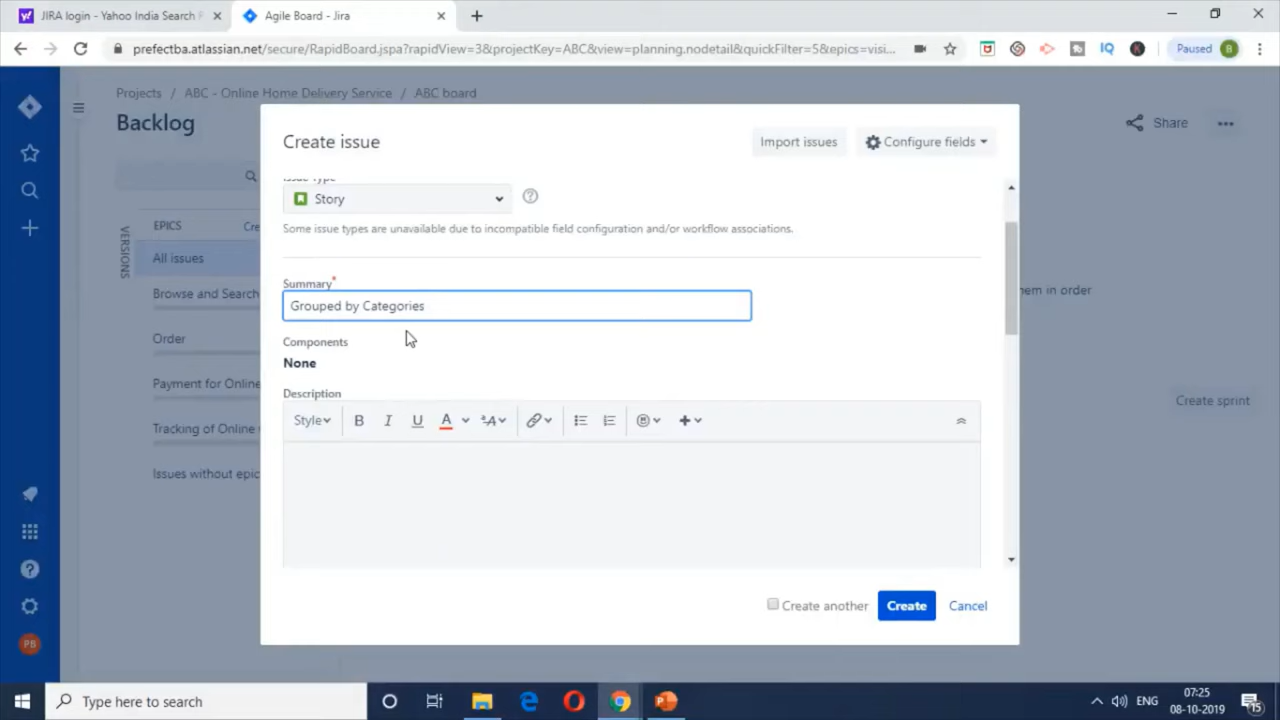 JIRA login - Yahoo India Search
Agile Board - Jira
prefectba.atlassian.net/secure/RapidBoard.jspa?rapidView=3&projectKey=ABC&view=planning.nodetail&quickFilter=5&epics=visi...
Paused
B
Projects / ABC - Online Home Delivery Service / ABC board
Backlog
Share
VERSIONS
EPICS
All issues
Browse and Search
Order
Payment for Online
Tracking of Online
Issues without epic
em in order
Create sprint
PB
Create issue
Import issues
Configure fields
Issue Type
Story
Some issue types are unavailable due to incompatible field configuration and/or workflow associations.
Summary*
Grouped by Categories
Components
None
Description
Style
B I U A
Create another
Create
Cancel
Type here to search
ENG
07:25
08-10-2019
15